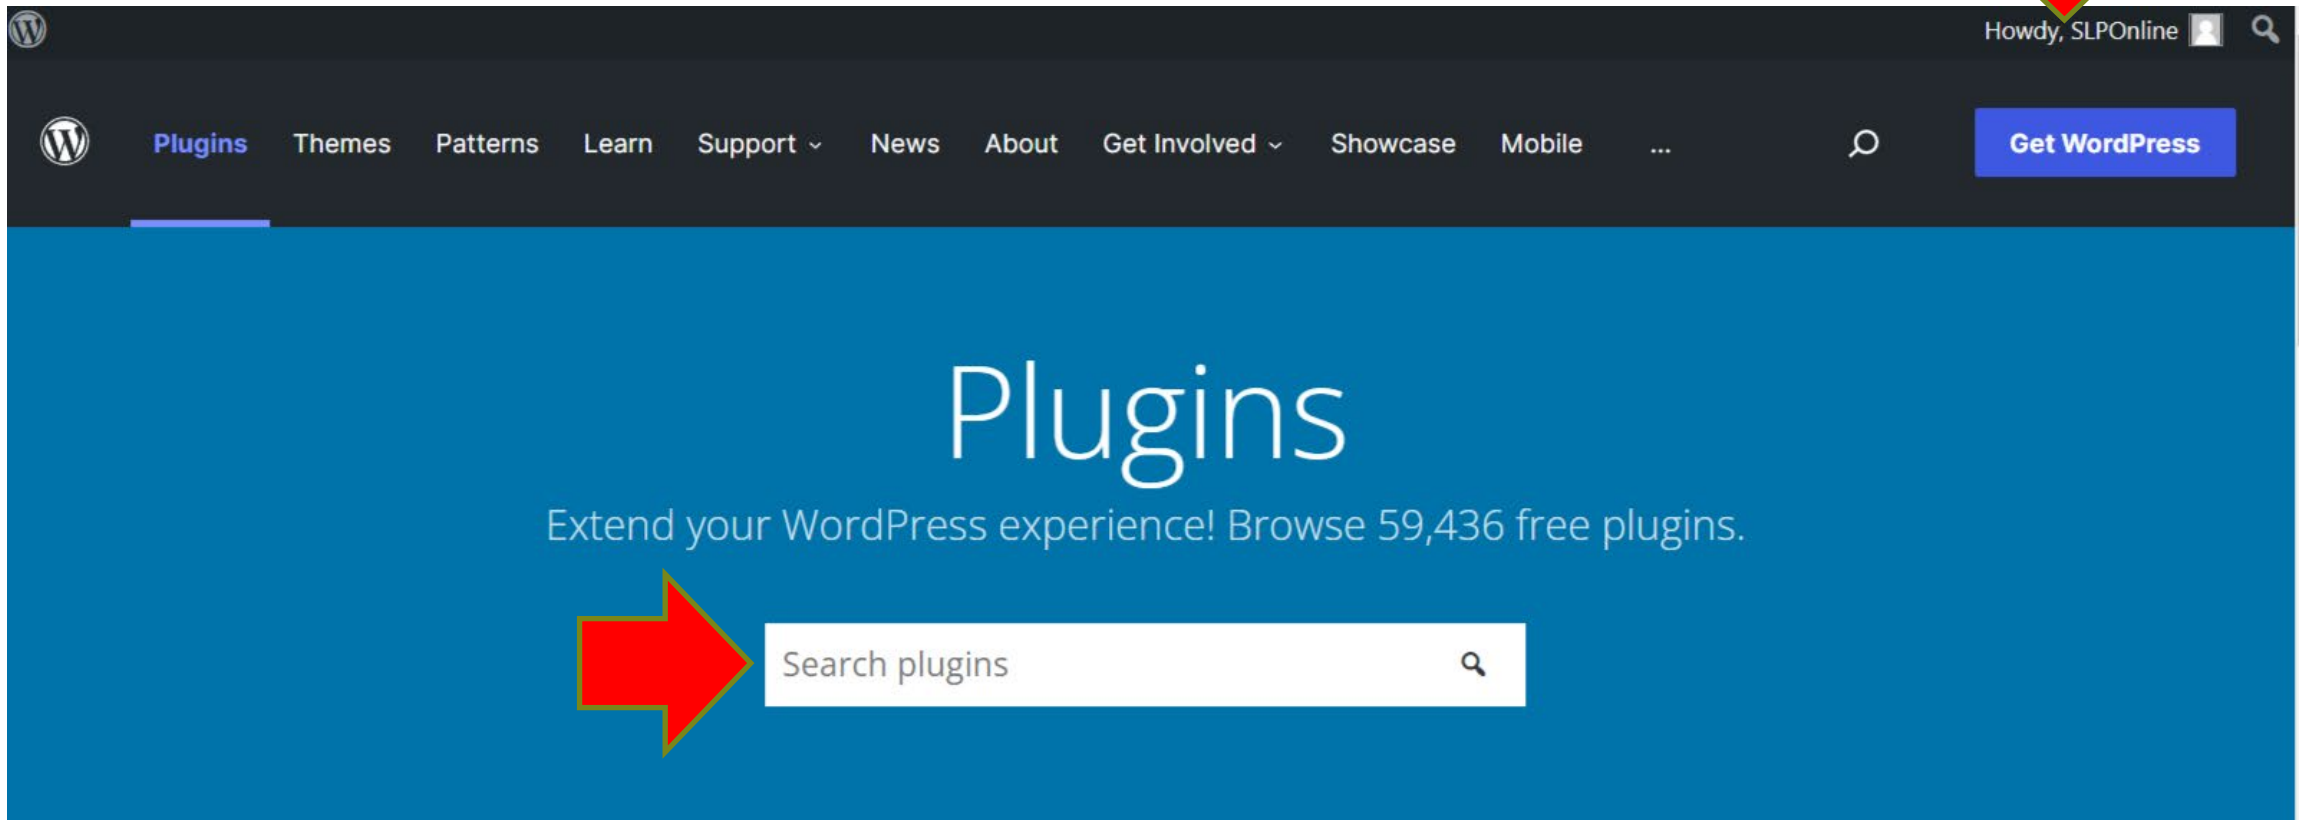 Howdy, SLPOnline
Plugins Themes Patterns Learn Support News About Get Involved Showcase Mobile ... Get WordPress
Plugins
Extend your WordPress experience! Browse 59,436 free plugins.
Search plugins